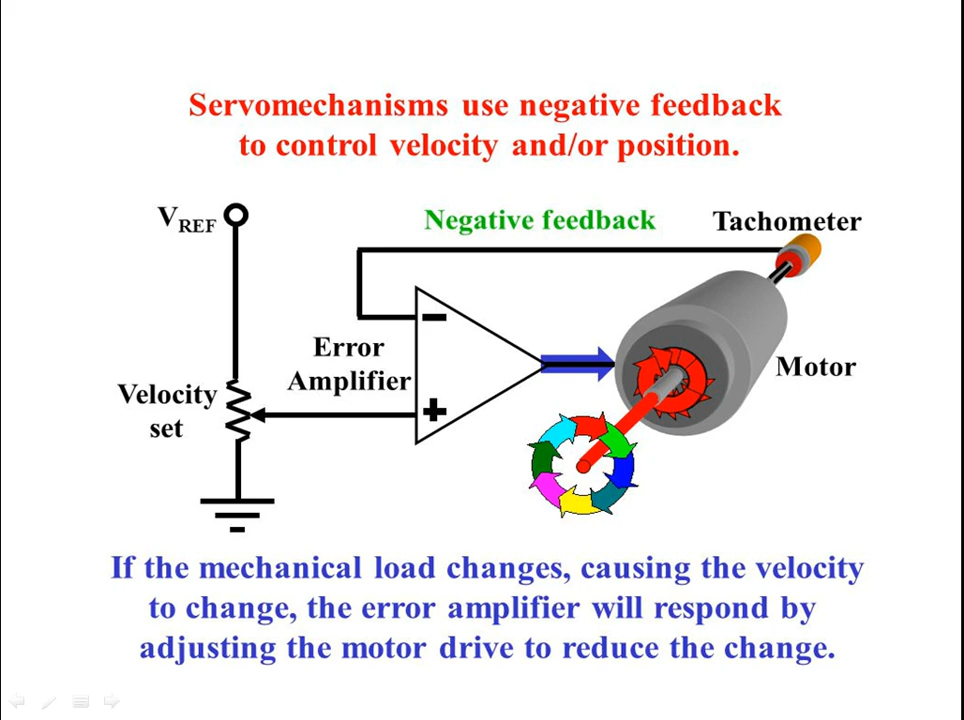 Servomechanisms use negative feedback
to control velocity and/or position.
VREF
Negative feedback
Tachometer
Error
Amplifier
Motor
Velocity
set
If the mechanical load changes, causing the velocity
to change, the error amplifier will respond by
adjusting the motor drive to reduce the change.